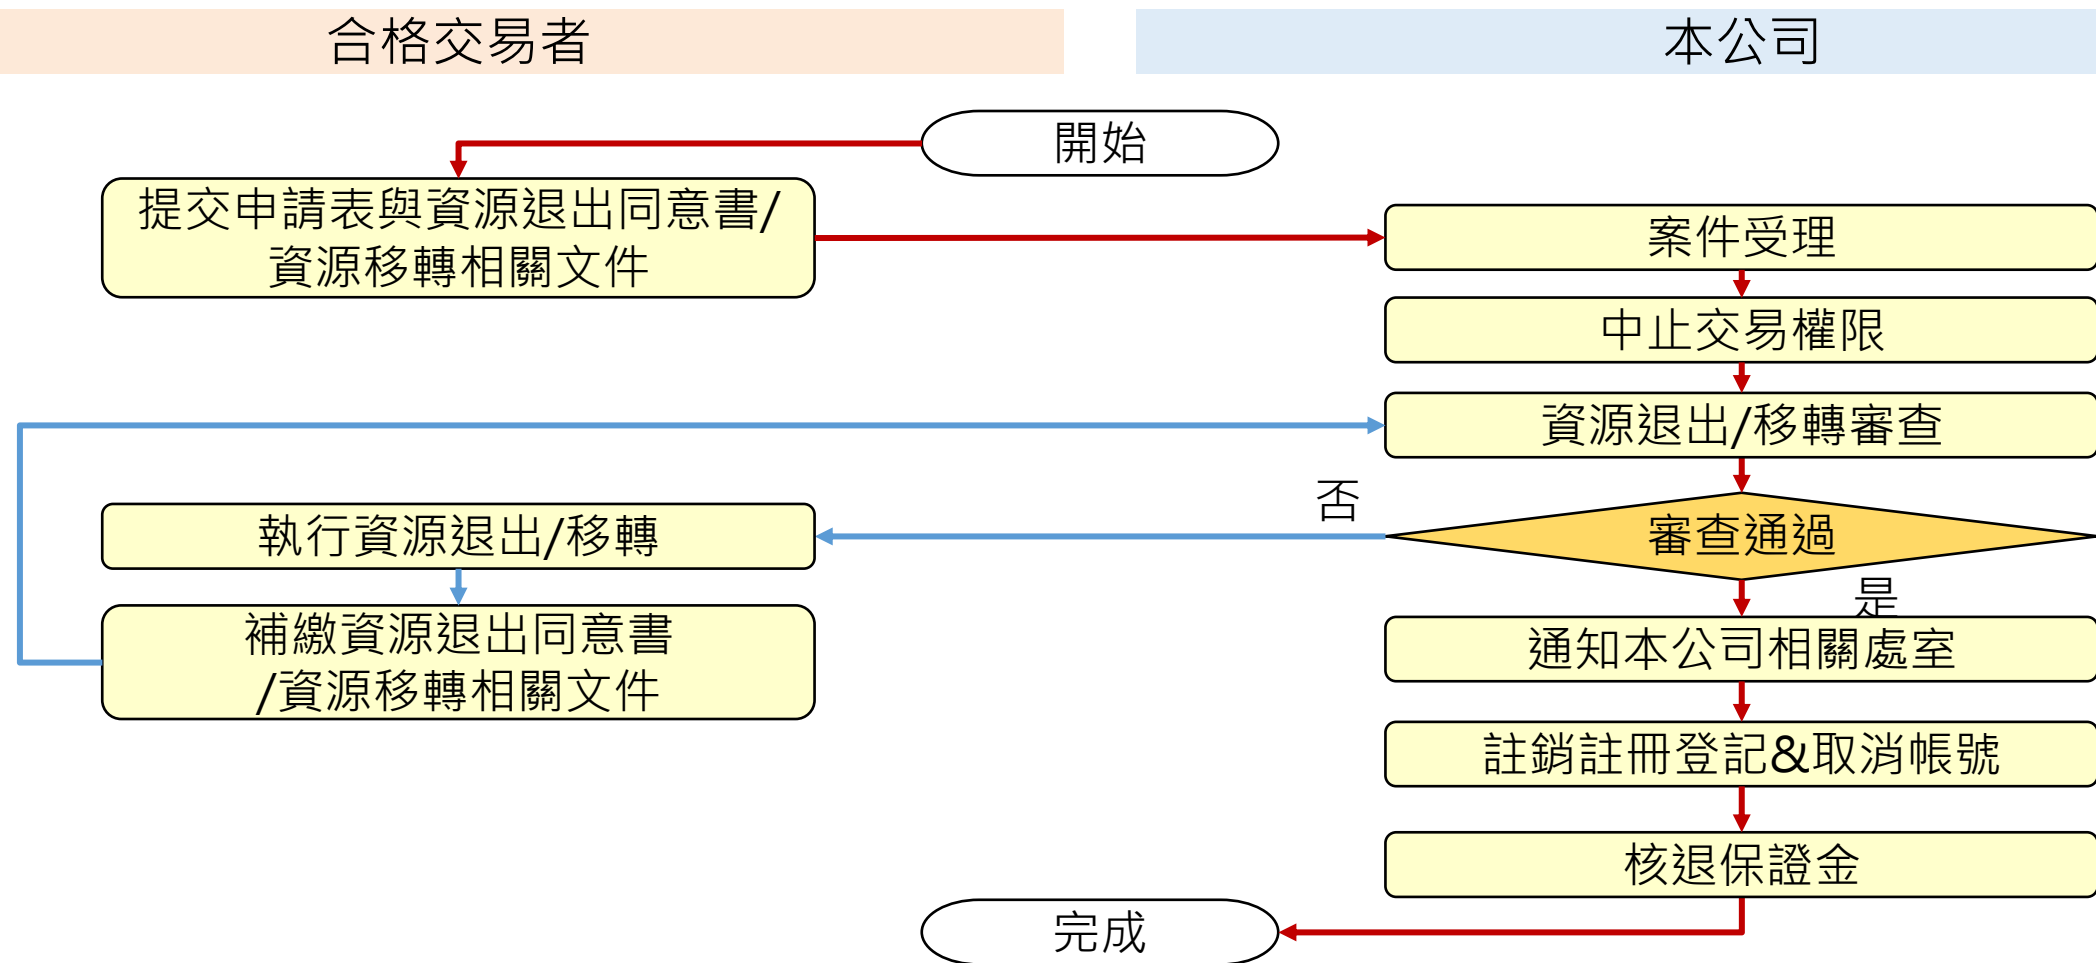 合格交易者
本公司
開始
提交申請表與資源退出同意書/
資源移轉相關文件
案件受理
中止交易權限
資源退出/移轉審查
否
審查通過
執行資源退出/移轉
是
補繳資源退出同意書
/資源移轉相關文件
通知本公司相關處室
註銷註冊登記&取消帳號
核退保證金
完成